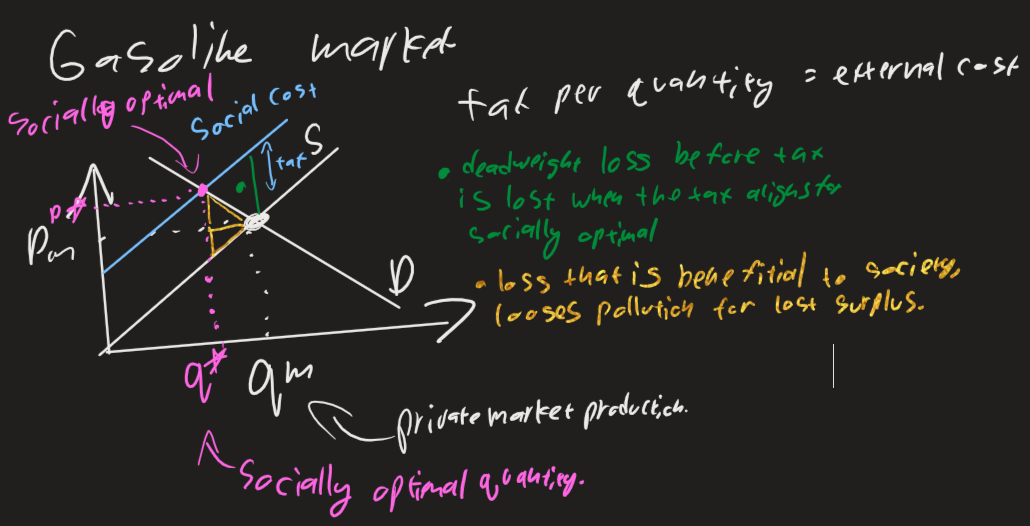 Gasoline market
Socially optimal
Social cost
S
tax
P*
Pm
D
q*
qm
private market production.
Socially optimal quantity.
tax per quantity = external cost
• deadweight loss before tax
is lost when the tax aligns for
socially optimal
• loss that is benefitial to society,
looses pollution for lost surplus.